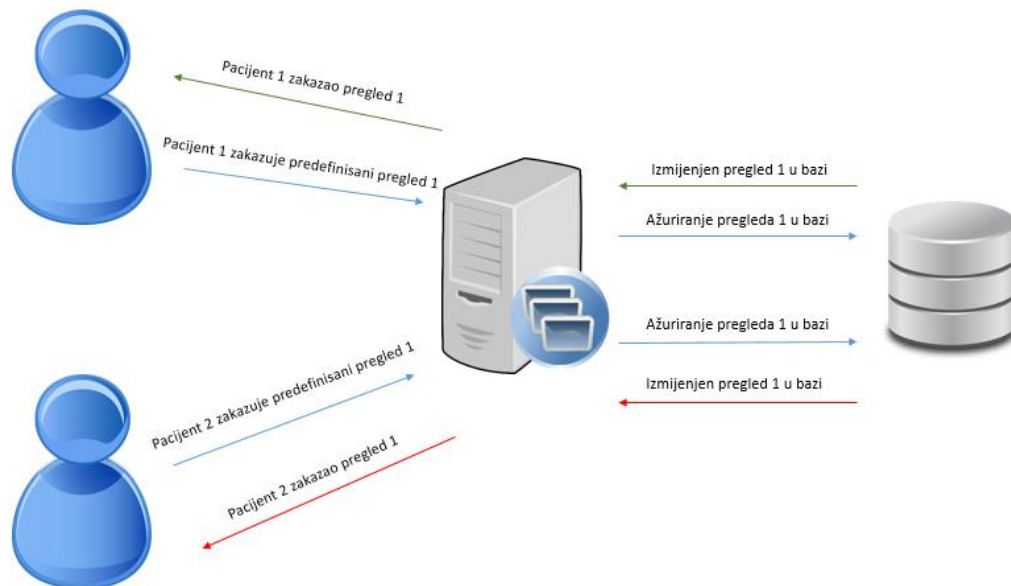 Pacijent 1 zakazao pregled 1
Pacijent 1 zakazuje predefinisani pregled 1
Izmijenjen pregled 1 u bazi
Ažuriranje pregleda 1 u bazi
Ažuriranje pregleda 1 u bazi
Izmijenjen pregled 1 u bazi
Pacijent 2 zakazuje predefinisani pregled 1
Pacijent 2 zakazao pregled 1